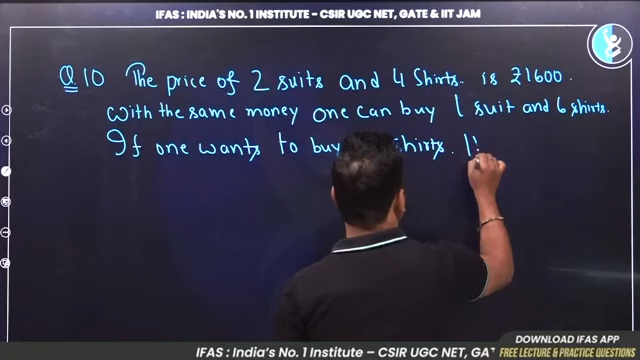 IFAS : INDIA'S NO. 1 INSTITUTE – CSIR UGC NET, GATE & IIT JAM
Q.10 The price of 2 suits and 4 Shirts. is ₹1600.
With the same money one can buy 1 suit and 6 shirts.
If one wants to buy shirts.
DOWNLOAD IFAS APP
IFAS : India's No. 1 Institute – CSIR UGC NET, GATE
FREE LECTURE & PRACTICE QUESTIONS